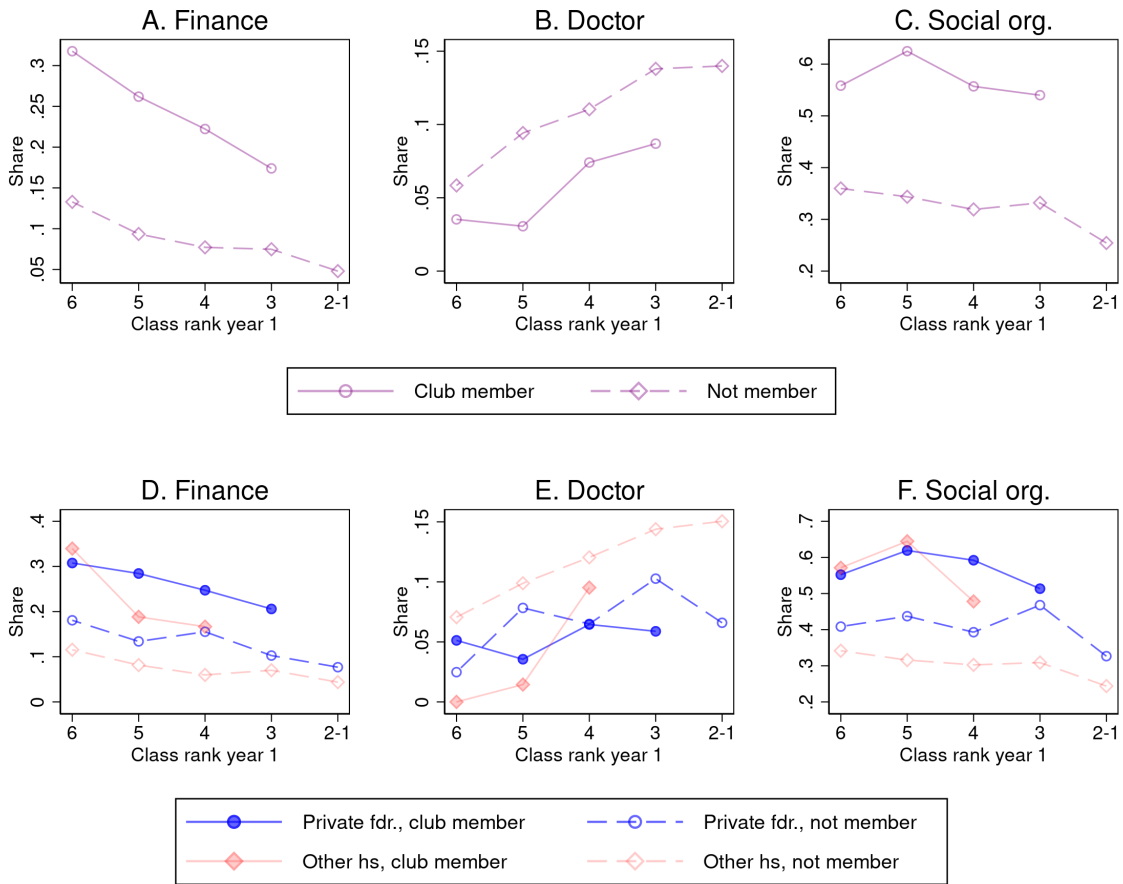 A. Finance
B. Doctor
C. Social org.
Share
.05 .1 .15 .2 .25 .3
6 5 4 3 2-1
Class rank year 1
Share
0 .05 .1 .15
6 5 4 3 2-1
Class rank year 1
Share
.2 .3 .4 .5 .6
6 5 4 3 2-1
Class rank year 1
Club member
Not member
D. Finance
E. Doctor
F. Social org.
Share
0 .1 .2 .3 .4
6 5 4 3 2-1
Class rank year 1
Share
0 .05 .1 .15
6 5 4 3 2-1
Class rank year 1
Share
.2 .3 .4 .5 .6 .7
6 5 4 3 2-1
Class rank year 1
Private fdr., club member
Private fdr., not member
Other hs, club member
Other hs, not member